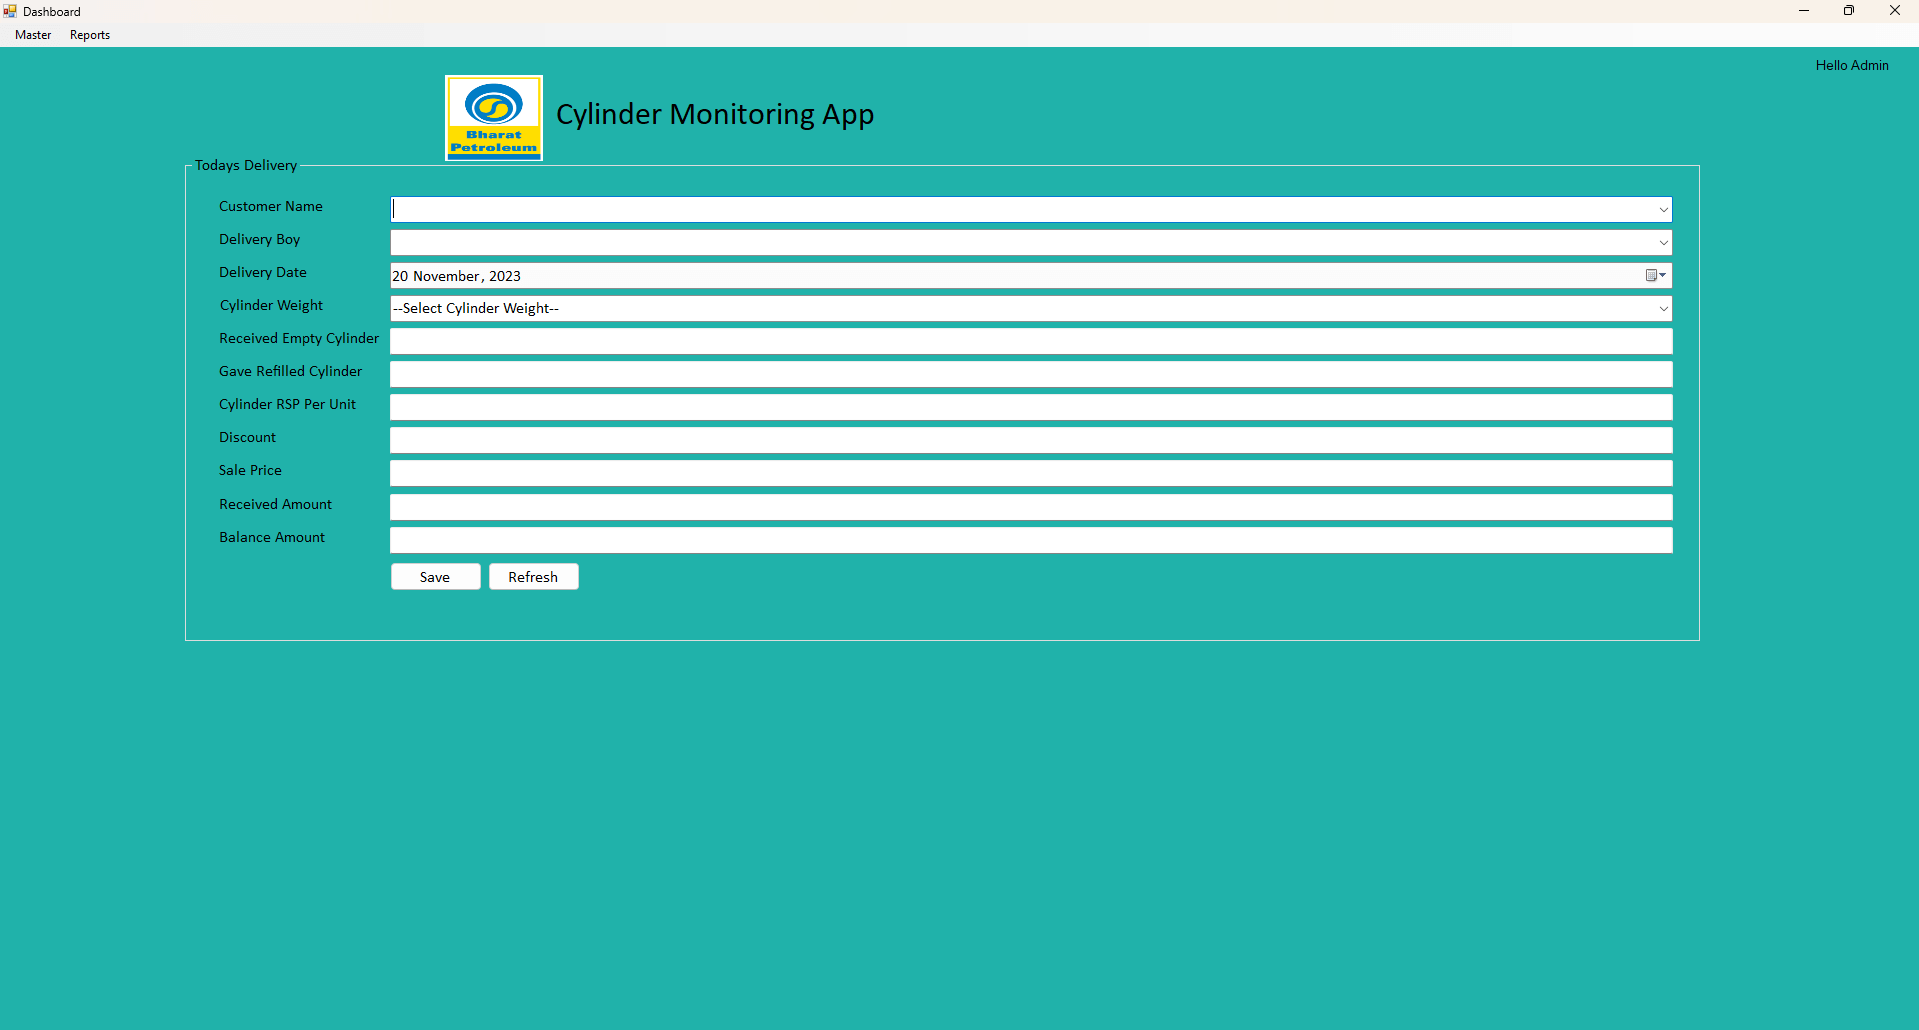 Dashboard
Master Reports
Hello Admin
Bharat
Petroleum
Cylinder Monitoring App
Todays Delivery
Customer Name
Delivery Boy
Delivery Date 20 November, 2023
Cylinder Weight --Select Cylinder Weight--
Received Empty Cylinder
Gave Refilled Cylinder
Cylinder RSP Per Unit
Discount
Sale Price
Received Amount
Balance Amount
Save Refresh